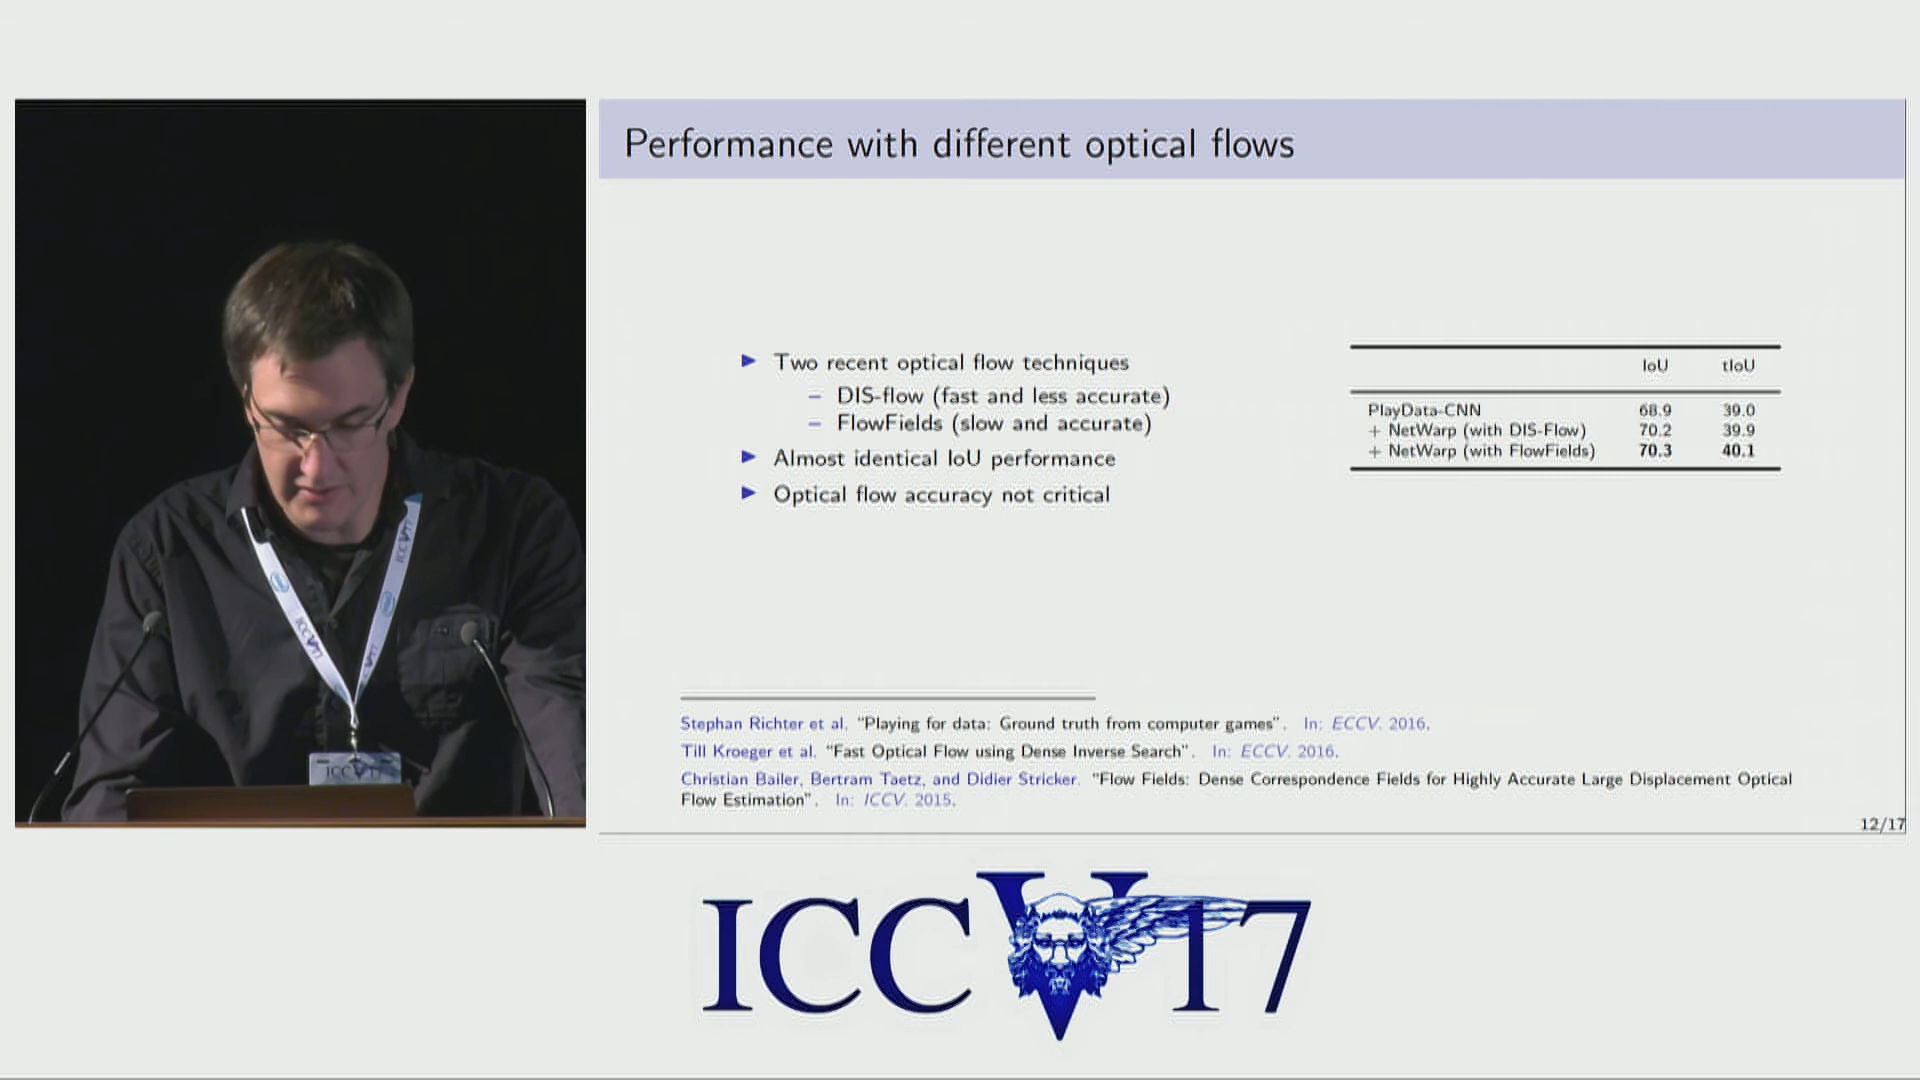 Performance with different optical flows
► Two recent optical flow techniques
– DIS-flow (fast and less accurate)
– FlowFields (slow and accurate)
► Almost identical IoU performance
► Optical flow accuracy not critical
IoU tIoU
PlayData-CNN 68.9 39.0
+ NetWarp (with DIS-Flow) 70.2 39.9
+ NetWarp (with FlowFields) 70.3 40.1
Stephan Richter et al. “Playing for data: Ground truth from computer games”. In: ECCV. 2016.
Till Kroeger et al. “Fast Optical Flow using Dense Inverse Search”. In: ECCV. 2016.
Christian Bailer, Bertram Taetz, and Didier Stricker. “Flow Fields: Dense Correspondence Fields for Highly Accurate Large Displacement Optical
Flow Estimation”. In: ICCV. 2015.
12/17
ICCV17
ICCV17
ICCV17
ICCV17